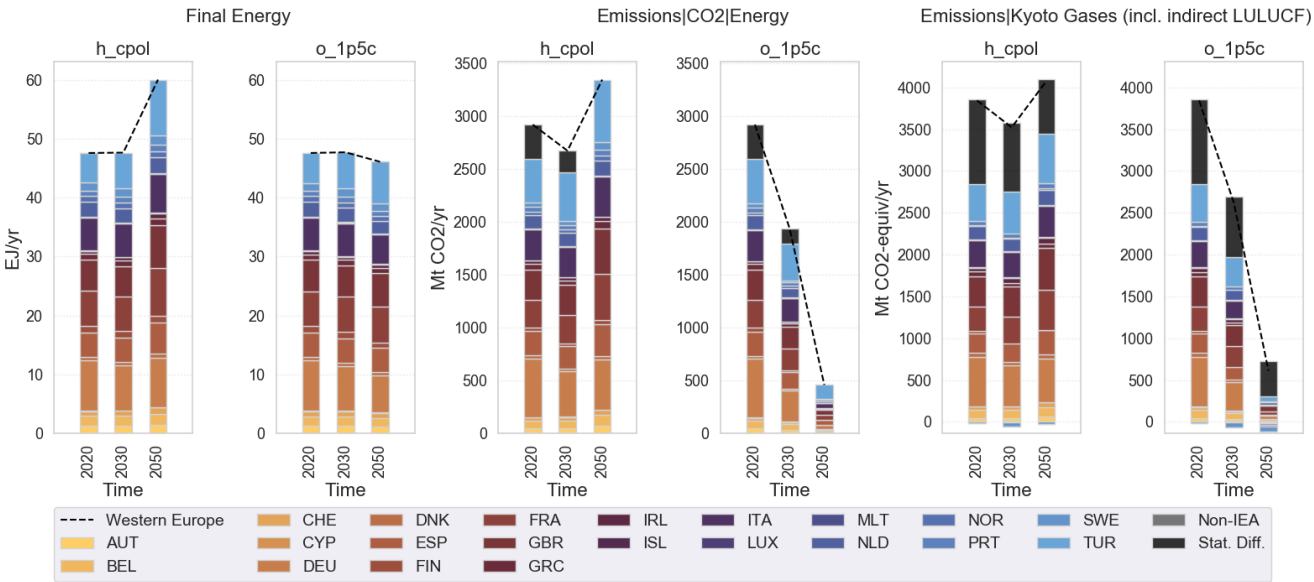 Final Energy
Emissions|CO2|Energy
Emissions|Kyoto Gases (incl. indirect LULUCF)
h_cpol
o_1p5c
h_cpol
o_1p5c
h_cpol
o_1p5c
EJ/yr
60
50
40
30
20
10
0
60
50
40
30
20
10
0
Mt CO2/yr
3500
3000
2500
2000
1500
1000
500
0
3500
3000
2500
2000
1500
1000
500
0
Mt CO2-equiv/yr
4000
3500
3000
2500
2000
1500
1000
500
0
4000
3500
3000
2500
2000
1500
1000
500
0
2020 2030 2050
2020 2030 2050
2020 2030 2050
2020 2030 2050
2020 2030 2050
2020 2030 2050
Time
Time
Time
Time
Time
Time
Western Europe
AUT
BEL
CHE
CYP
DEU
DNK
ESP
FIN
FRA
GBR
GRC
IRL
ISL
ITA
LUX
MLT
NLD
NOR
PRT
SWE
TUR
Non-IEA
Stat. Diff.